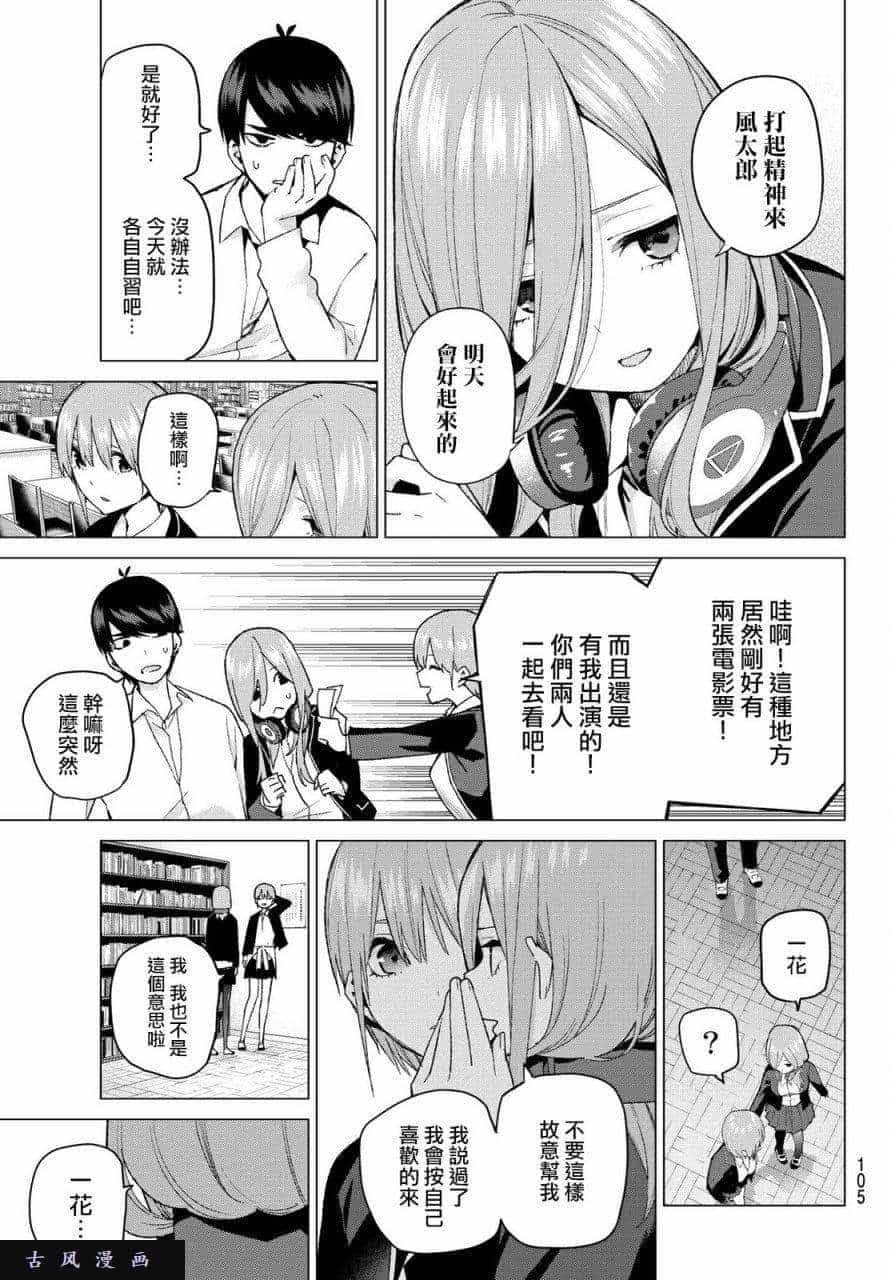 打起精神來
風太郎
明天
會好起來的
是就好了…
沒辦法…
今天就
各自自習吧…
這樣啊…
哇啊！這種地方
居然剛好有
兩張電影票！
而且還是
有我出演的！
你們兩人
一起去看吧！
幹嘛呀
這麼突然
一花
？
不要這樣
故意幫我
我説過了
我會按自己
喜歡的來
我 我也不是
這個意思啦
一花…
105
古风漫画